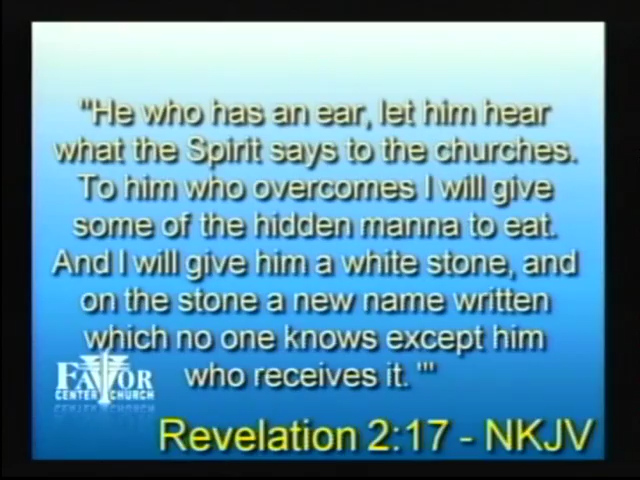 "He who has an ear, let him hear
what the Spirit says to the churches.
To him who overcomes I will give
some of the hidden manna to eat.
And I will give him a white stone, and
on the stone a new name written
which no one knows except him
who receives it. '"
FAVOR
CENTER CHURCH
Revelation 2:17 - NKJV